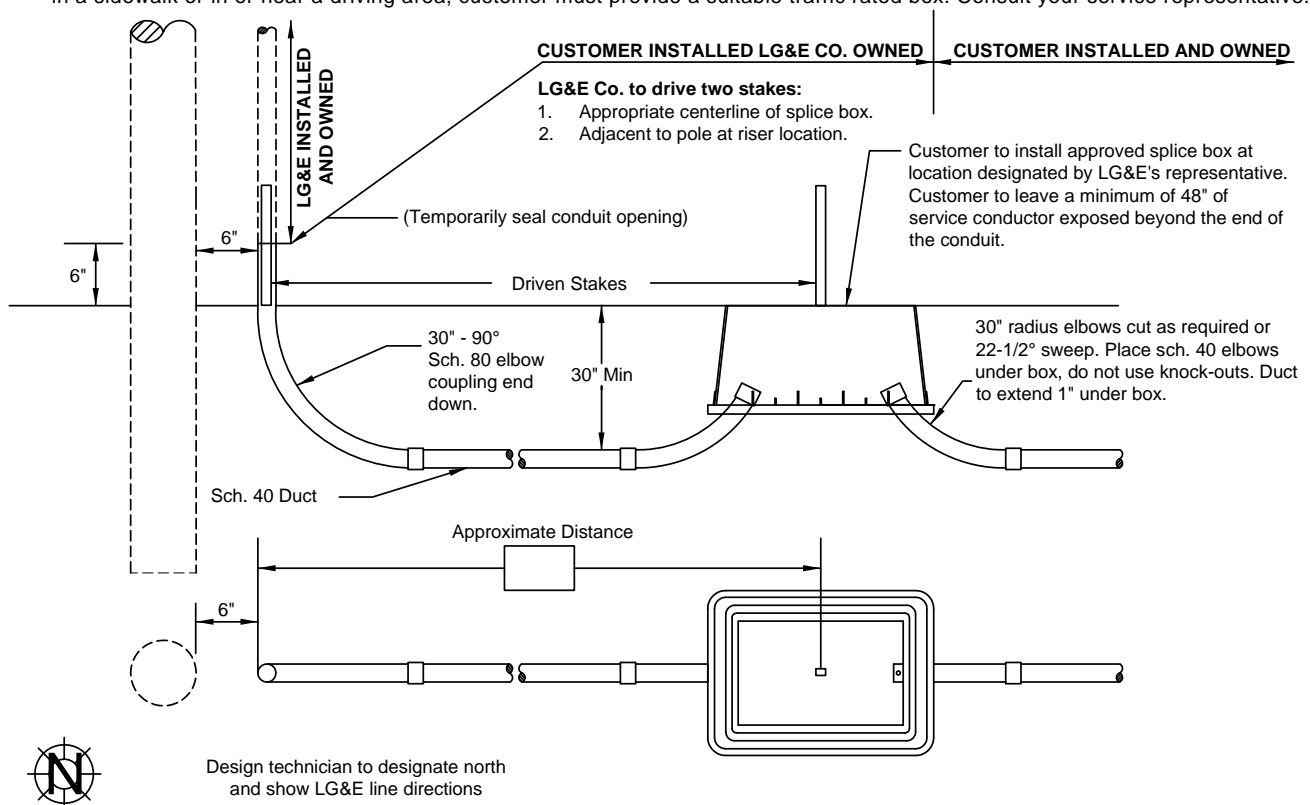 in a sidewalk or in or near a driving area, customer must provide a suitable traffic rated box. Consult your service representative.
CUSTOMER INSTALLED LG&E CO. OWNED
CUSTOMER INSTALLED AND OWNED
LG&E INSTALLED
AND OWNED
LG&E Co. to drive two stakes:
1. Appropriate centerline of splice box.
2. Adjacent to pole at riser location.
Customer to install approved splice box at
location designated by LG&E's representative.
Customer to leave a minimum of 48" of
service conductor exposed beyond the end of
the conduit.
(Temporarily seal conduit opening)
6"
6"
Driven Stakes
30" - 90°
Sch. 80 elbow
coupling end
down.
30" Min
30" radius elbows cut as required or
22-1/2° sweep. Place sch. 40 elbows
under box, do not use knock-outs. Duct
to extend 1" under box.
Sch. 40 Duct
Approximate Distance
6"
N
Design technician to designate north
and show LG&E line directions